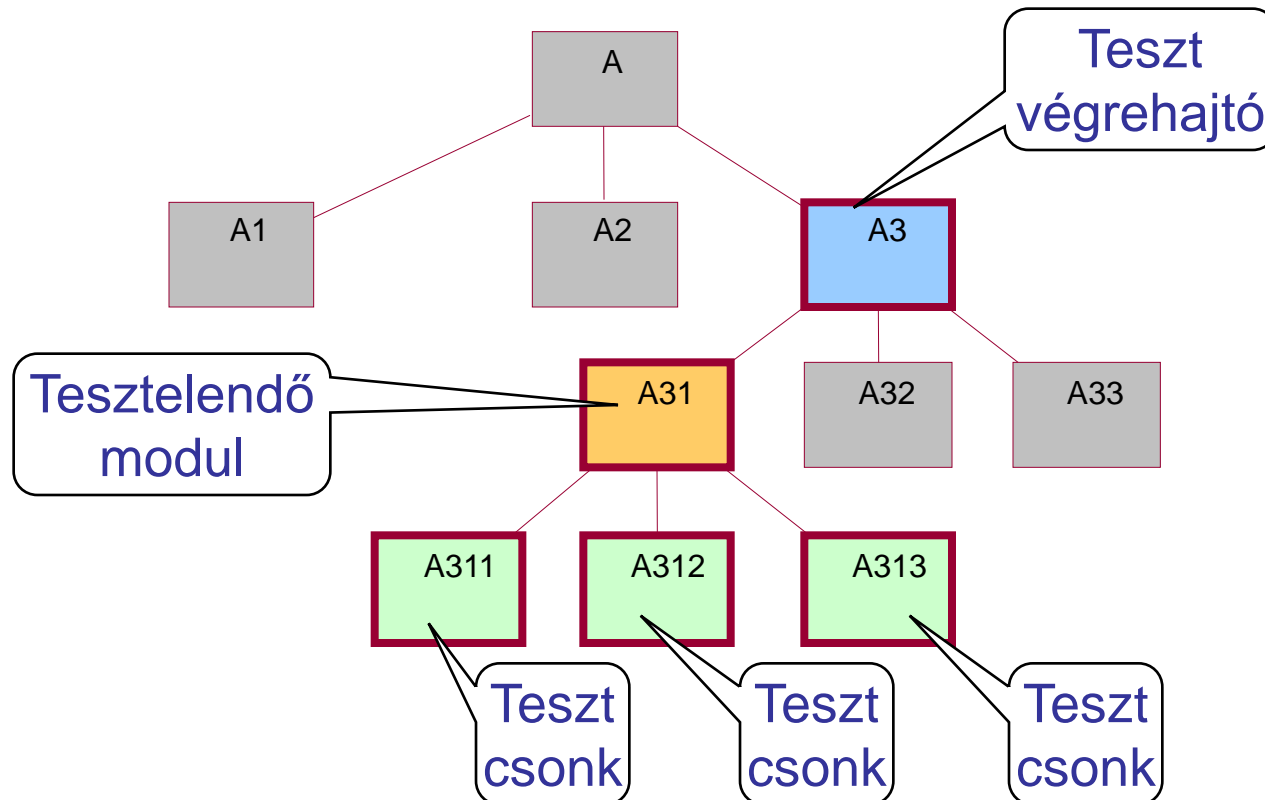 A
Teszt
végrehajtó
A1
A2
A3
Tesztelendő
modul
A31
A32
A33
A311
A312
A313
Teszt
csonk
Teszt
csonk
Teszt
csonk